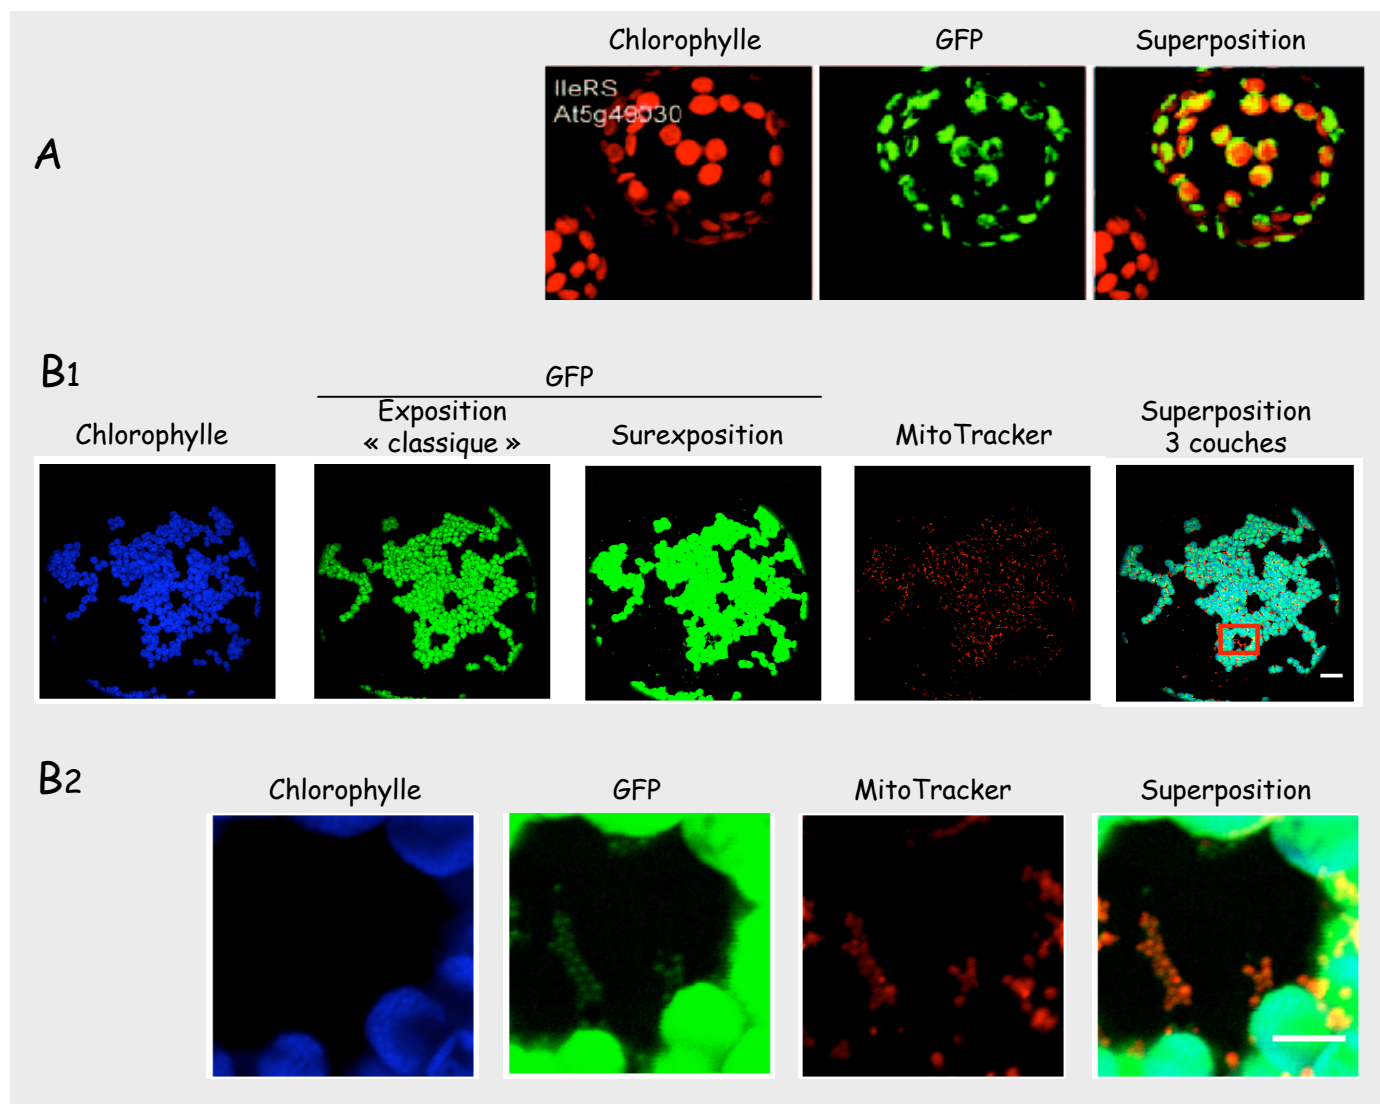 Chlorophylle GFP Superposition
IleRS
At5g49030
A
B1
GFP
Exposition
« classique »
Chlorophylle
Surexposition
MitoTracker
Superposition
3 couches
B2
Chlorophylle GFP MitoTracker Superposition